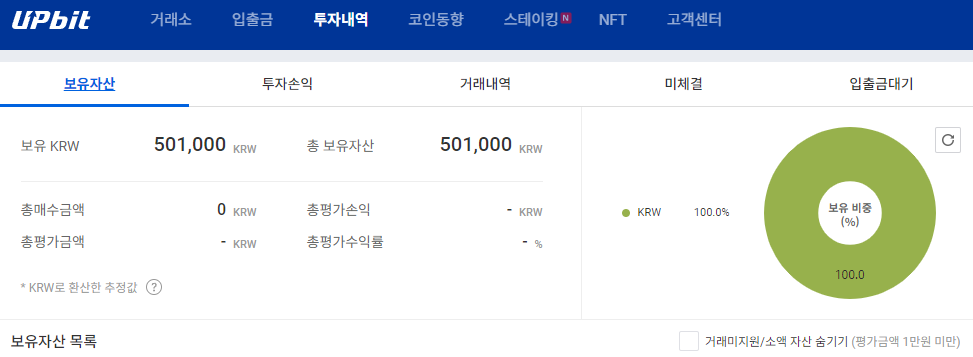 UPbit 거래소 입출금 투자내역 코인동향 스테이킹 N NFT 고객센터
보유자산 투자손익 거래내역 미체결 입출금대기
보유 KRW 501,000 KRW 총 보유자산 501,000 KRW
총매수금액 0 KRW 총평가손익 - KRW
총평가금액 - KRW 총평가수익률 - %
* KRW로 환산한 추정값 ?
KRW 100.0%
보유 비중
(%)
100.0
보유자산 목록 거래미지원/소액 자산 숨기기 (평가금액 1만원 미만)